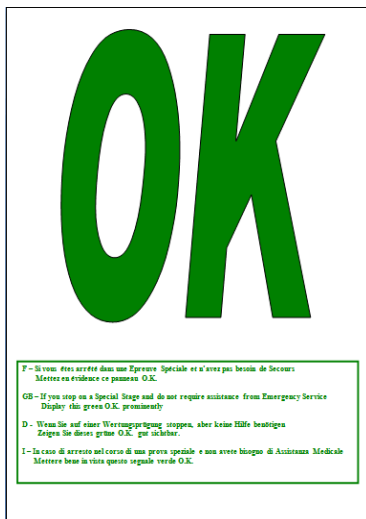 OK
F – Si vous êtes arrêté dans une Epreuve Spéciale et n'avez pas besoin de Secours
Mettez en évidence ce panneau O.K.
GB – If you stop on a Special Stage and do not require assistance from Emergency Service
Display this green O.K. prominently
D - Wenn Sie auf einer Wertungsprügung stoppen, aber keine Hilfe benötigen
Zeigen Sie dieses grüne O.K. gut sichtbar.
I – In caso di arresto nel corso di una prova speziale e non avete bisogno di Assistanza Medicale
Mettere bene in vista questo segnale verde O.K.